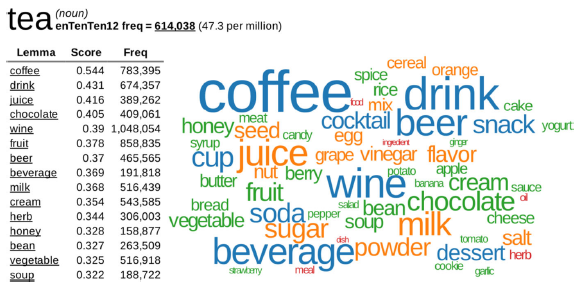 tea (noun)
enTenTen12 freq = 614,038 (47.3 per million)
Lemma Score Freq
coffee 0.544 783,395
drink 0.431 674,357
juice 0.416 389,262
chocolate 0.405 409,061
wine 0.39 1,048,054
fruit 0.378 858,835
beer 0.37 465,565
beverage 0.369 191,818
milk 0.368 516,439
cream 0.354 543,585
herb 0.344 306,003
honey 0.328 158,877
bean 0.327 263,509
vegetable 0.325 516,918
soup 0.322 188,722
cereal orange
spice
coffee drink
rice
food mix cake
meat cocktail beer snack yogurt
honey seed candy egg
syrup ingredient ginger
cup juice grape vinegar flavor
nut berry potato apple
butter fruit wine banana cream sauce
bread salad bean chocolate oil
vegetable soda pepper soup milk cheese
sugar
dish tomato salt
beverage powder dessert herb
strawberry meal cookie garlic